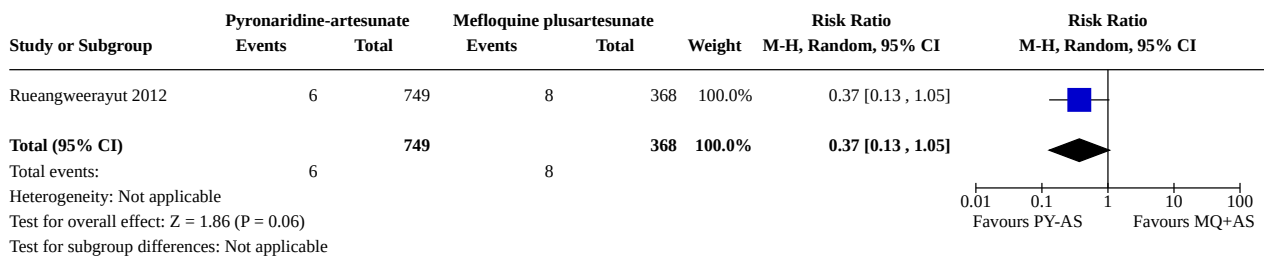 Pyronaridine-artesunate Mefloquine plusartesunate Risk Ratio Risk Ratio
Study or Subgroup Events Total Events Total Weight M-H, Random, 95% CI M-H, Random, 95% CI
Rueangweerayut 2012 6 749 8 368 100.0% 0.37 [0.13 , 1.05]
Total (95% CI) 749 368 100.0% 0.37 [0.13 , 1.05]
Total events: 6 8
Heterogeneity: Not applicable
Test for overall effect: Z = 1.86 (P = 0.06)
Test for subgroup differences: Not applicable
0.01 0.1 1 10 100
Favours PY-AS Favours MQ+AS